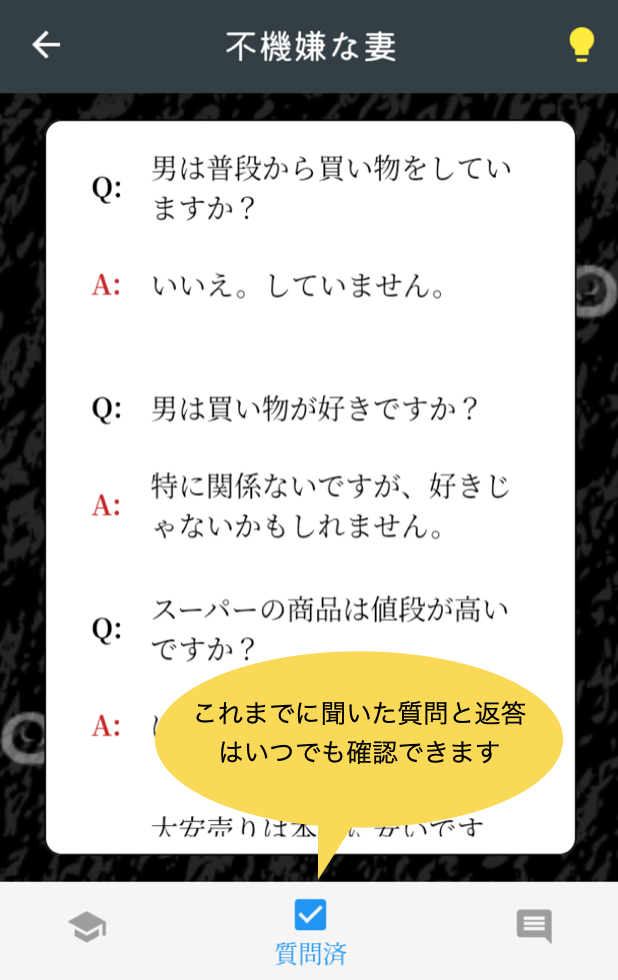 不機嫌な妻
Q: 男は普段から買い物をしてい
ますか？
A: いいえ。していません。
Q: 男は買い物が好きですか？
A: 特に関係ないですが、好きじ
ゃないかもしれません。
Q: スーパーの商品は値段が高い
ですか？
A:
これまでに聞いた質問と返答
はいつでも確認できます
大安売りは本 安いです
質問済